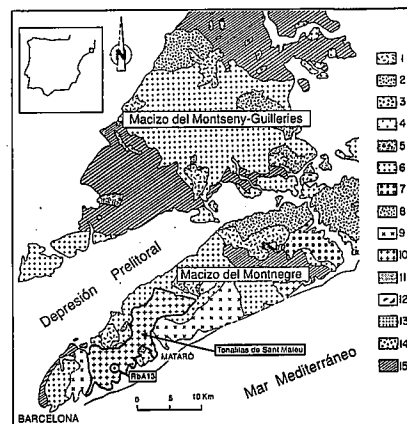 N
Macizo del Montseny-Guilleries
Depresión Prelitoral
Macizo del Montnegre
Tonalitas de Sant Mateu
MATARÓ
RbA13
Mar Mediterráneo
BARCELONA
0 5 10 Km
1
2
3
4
5
6
7
8
9
10
11
12
13
14
15